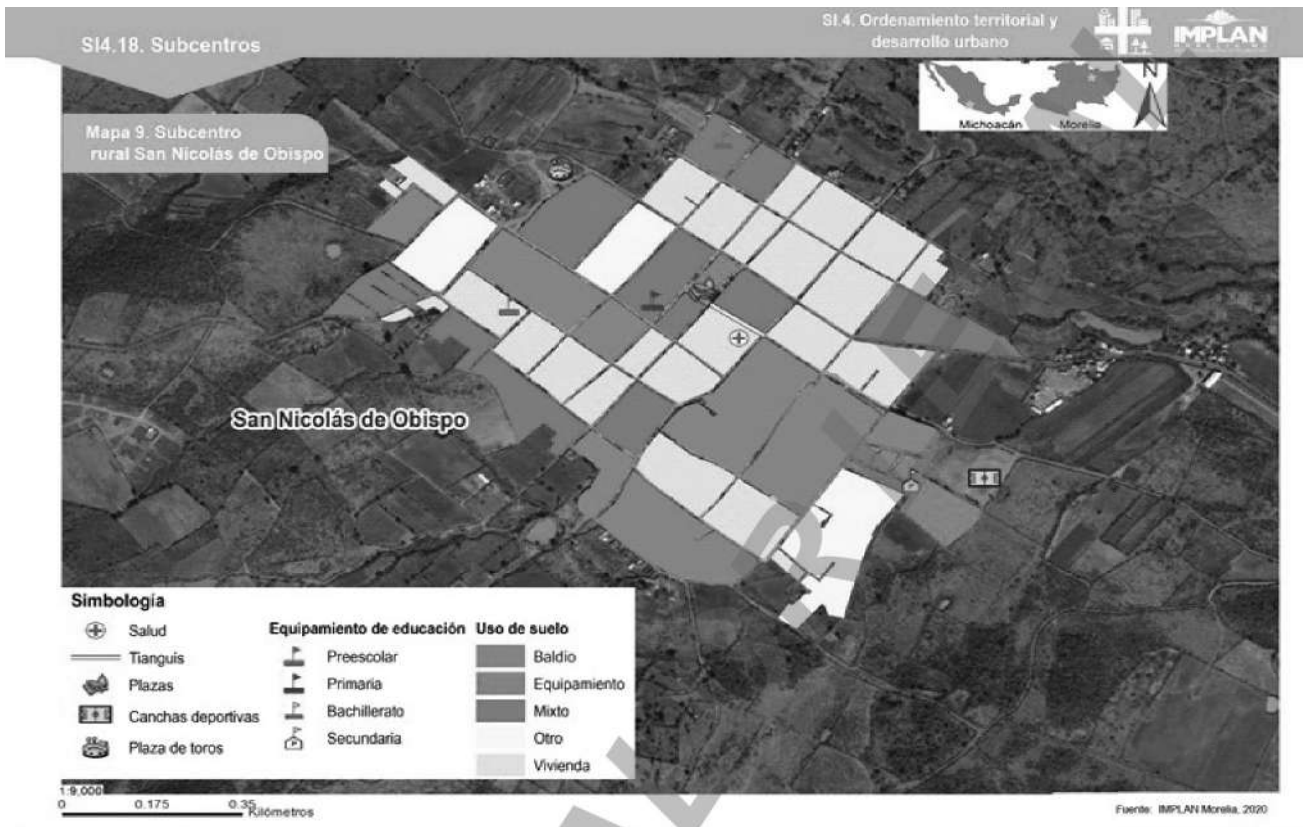 SI4.18. Subcentros
SI.4. Ordenamiento territorial y
desarrollo urbano
IMPLAN
Mapa 9. Subcentro
rural San Nicolás de Obispo
Michoacán
Morelia
N
San Nicolás de Obispo
Simbología
Salud
Tianguis
Plazas
Canchas deportivas
Plaza de toros
Equipamiento de educación
Preescolar
Primaria
Bachillerato
Secundaria
Uso de suelo
Baldio
Equipamiento
Mixto
Otro
Vivienda
1:9,000
0 0.175 0.35
Kilómetros
Fuente: IMPLAN Morelia, 2020